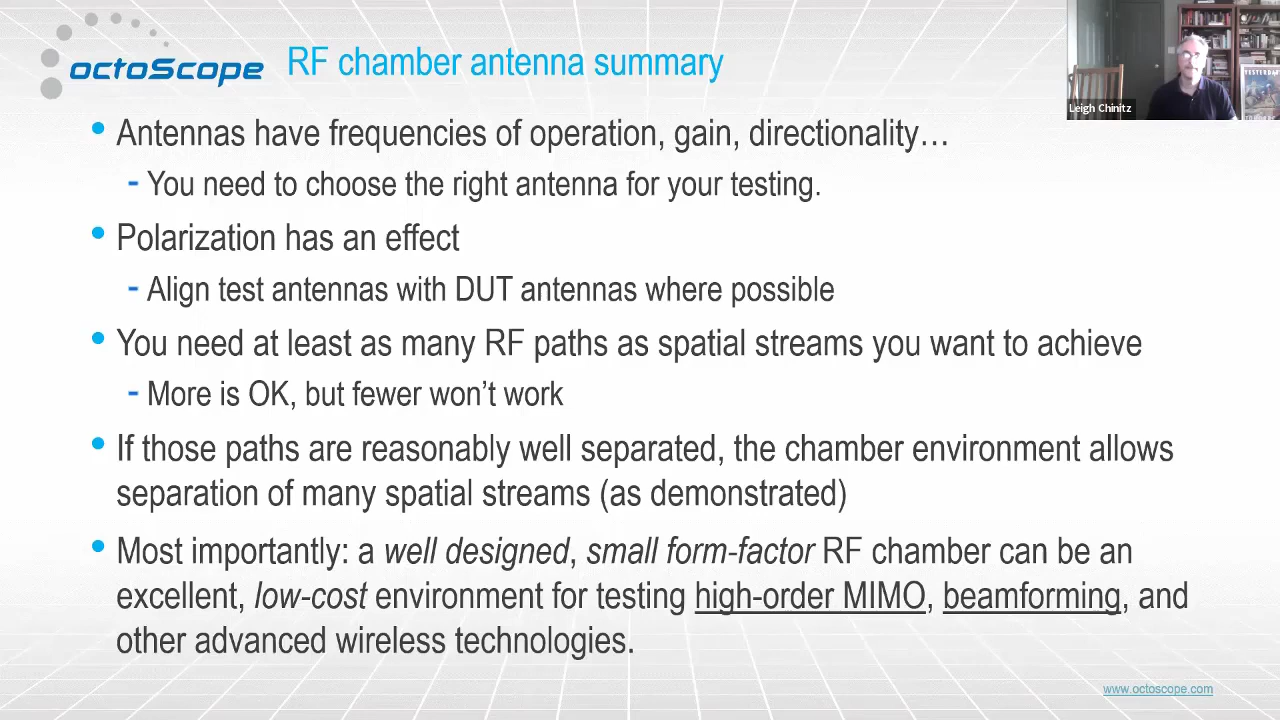 octoScope
RF chamber antenna summary
Leigh Chinitz
YESTERDAY
• Antennas have frequencies of operation, gain, directionality…
- You need to choose the right antenna for your testing.
• Polarization has an effect
- Align test antennas with DUT antennas where possible
• You need at least as many RF paths as spatial streams you want to achieve
- More is OK, but fewer won’t work
• If those paths are reasonably well separated, the chamber environment allows
separation of many spatial streams (as demonstrated)
• Most importantly: a well designed, small form-factor RF chamber can be an
excellent, low-cost environment for testing high-order MIMO, beamforming, and
other advanced wireless technologies.
www.octoscope.com